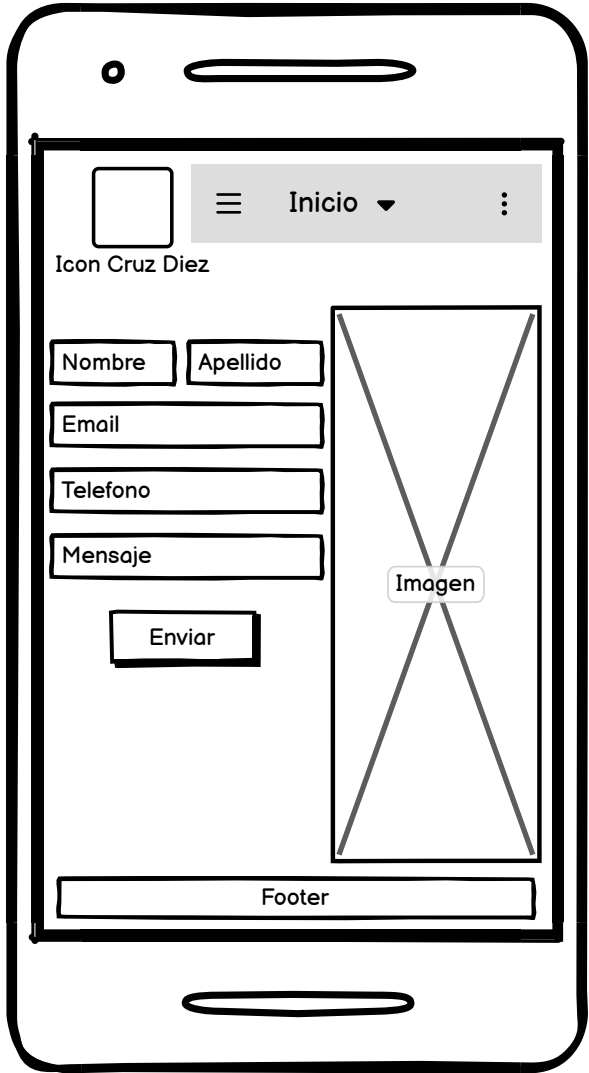 Inicio
Icon Cruz Diez
Nombre
Apellido
Email
Telefono
Mensaje
Imagen
Enviar
Footer